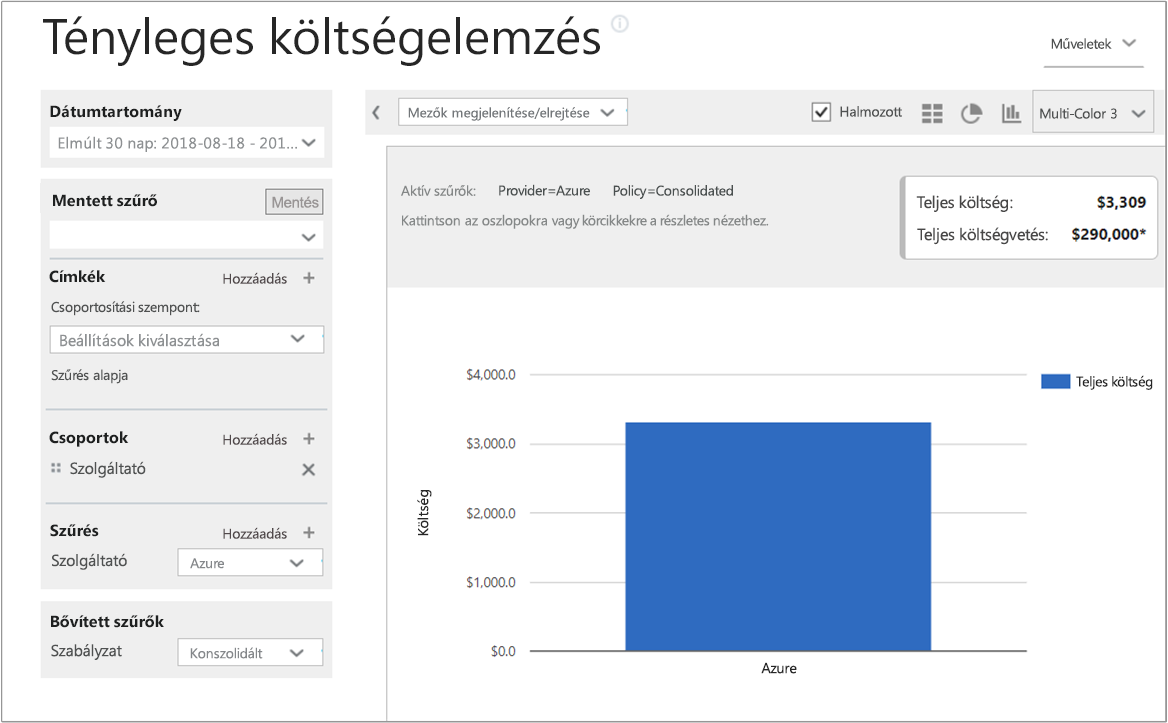 Tényleges költségelemzés
Műveletek
Dátumtartomány
Elmúlt 30 nap: 2018-08-18 - 201...
Mentett szűrő
Mentés
Címkék
Hozzáadás +
Csoportosítási szempont:
Beállítások kiválasztása
Szűrés alapja
Csoportok
Hozzáadás +
Szolgáltató
Szűrés
Hozzáadás +
Szolgáltató
Azure
Bővített szűrők
Szabályzat
Konszolidált
Mezők megjelenítése/elrejtése
Halmozott
Multi-Color 3
Aktív szűrők: Provider=Azure Policy=Consolidated
Kattintson az oszlopokra vagy körcikkekre a részletes nézethez.
Teljes költség: $3,309
Teljes költségvetés: $290,000*
$4,000.0
$3,000.0
$2,000.0
$1,000.0
$0.0
Költség
Azure
Teljes költség